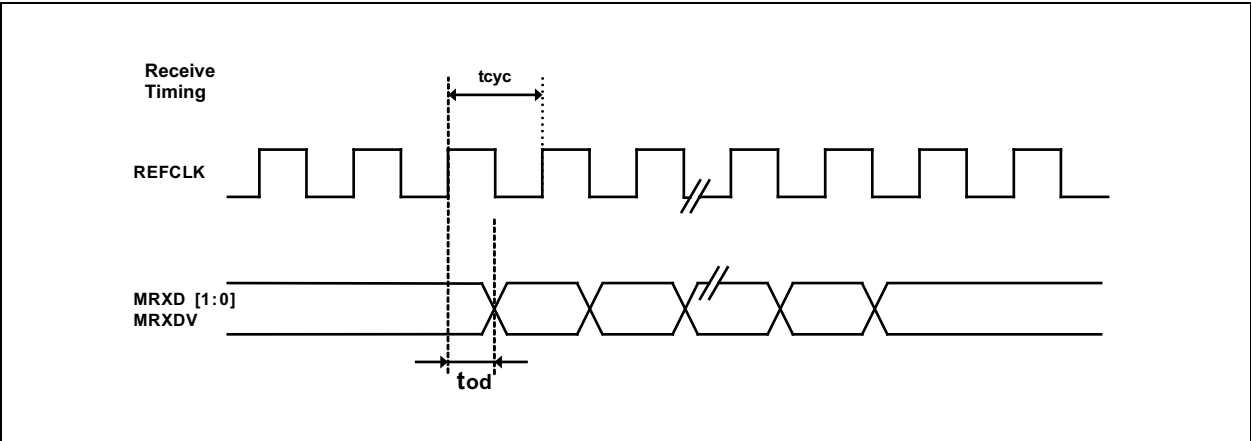 Receive
Timing
tcyc
REFCLK
MRXD [1:0]
MRXDV
tod